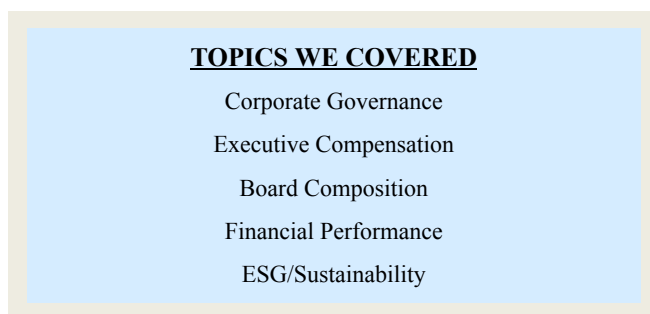 TOPICS WE COVERED
Corporate Governance
Executive Compensation
Board Composition
Financial Performance
ESG/Sustainability